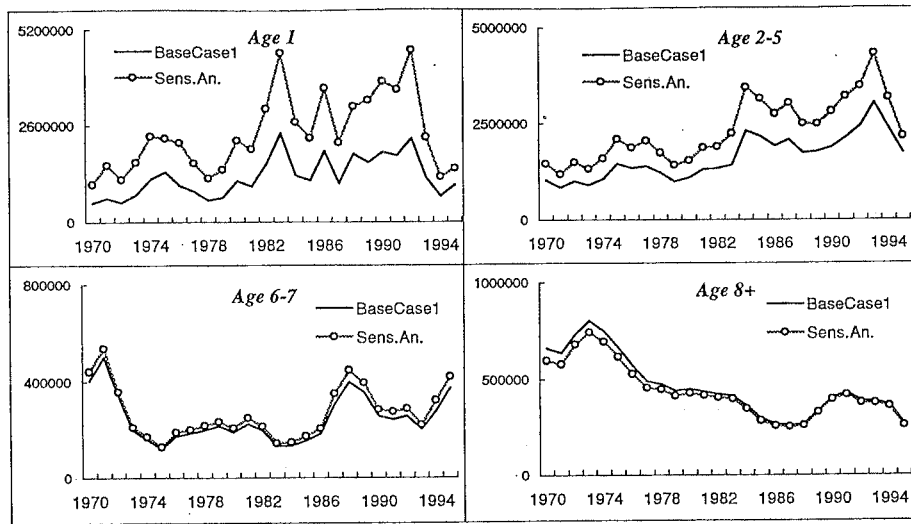 5200000
Age 1
BaseCase1
Sens.An.
2600000
0
1970 1974 1978 1982 1986 1990 1994
5000000
Age 2-5
BaseCase1
Sens.An.
2500000
0
1970 1974 1978 1982 1986 1990 1994
800000
Age 6-7
BaseCase1
Sens.An.
400000
0
1970 1974 1978 1982 1986 1990 1994
1000000
Age 8+
BaseCase1
Sens.An.
500000
0
1970 1974 1978 1982 1986 1990 1994